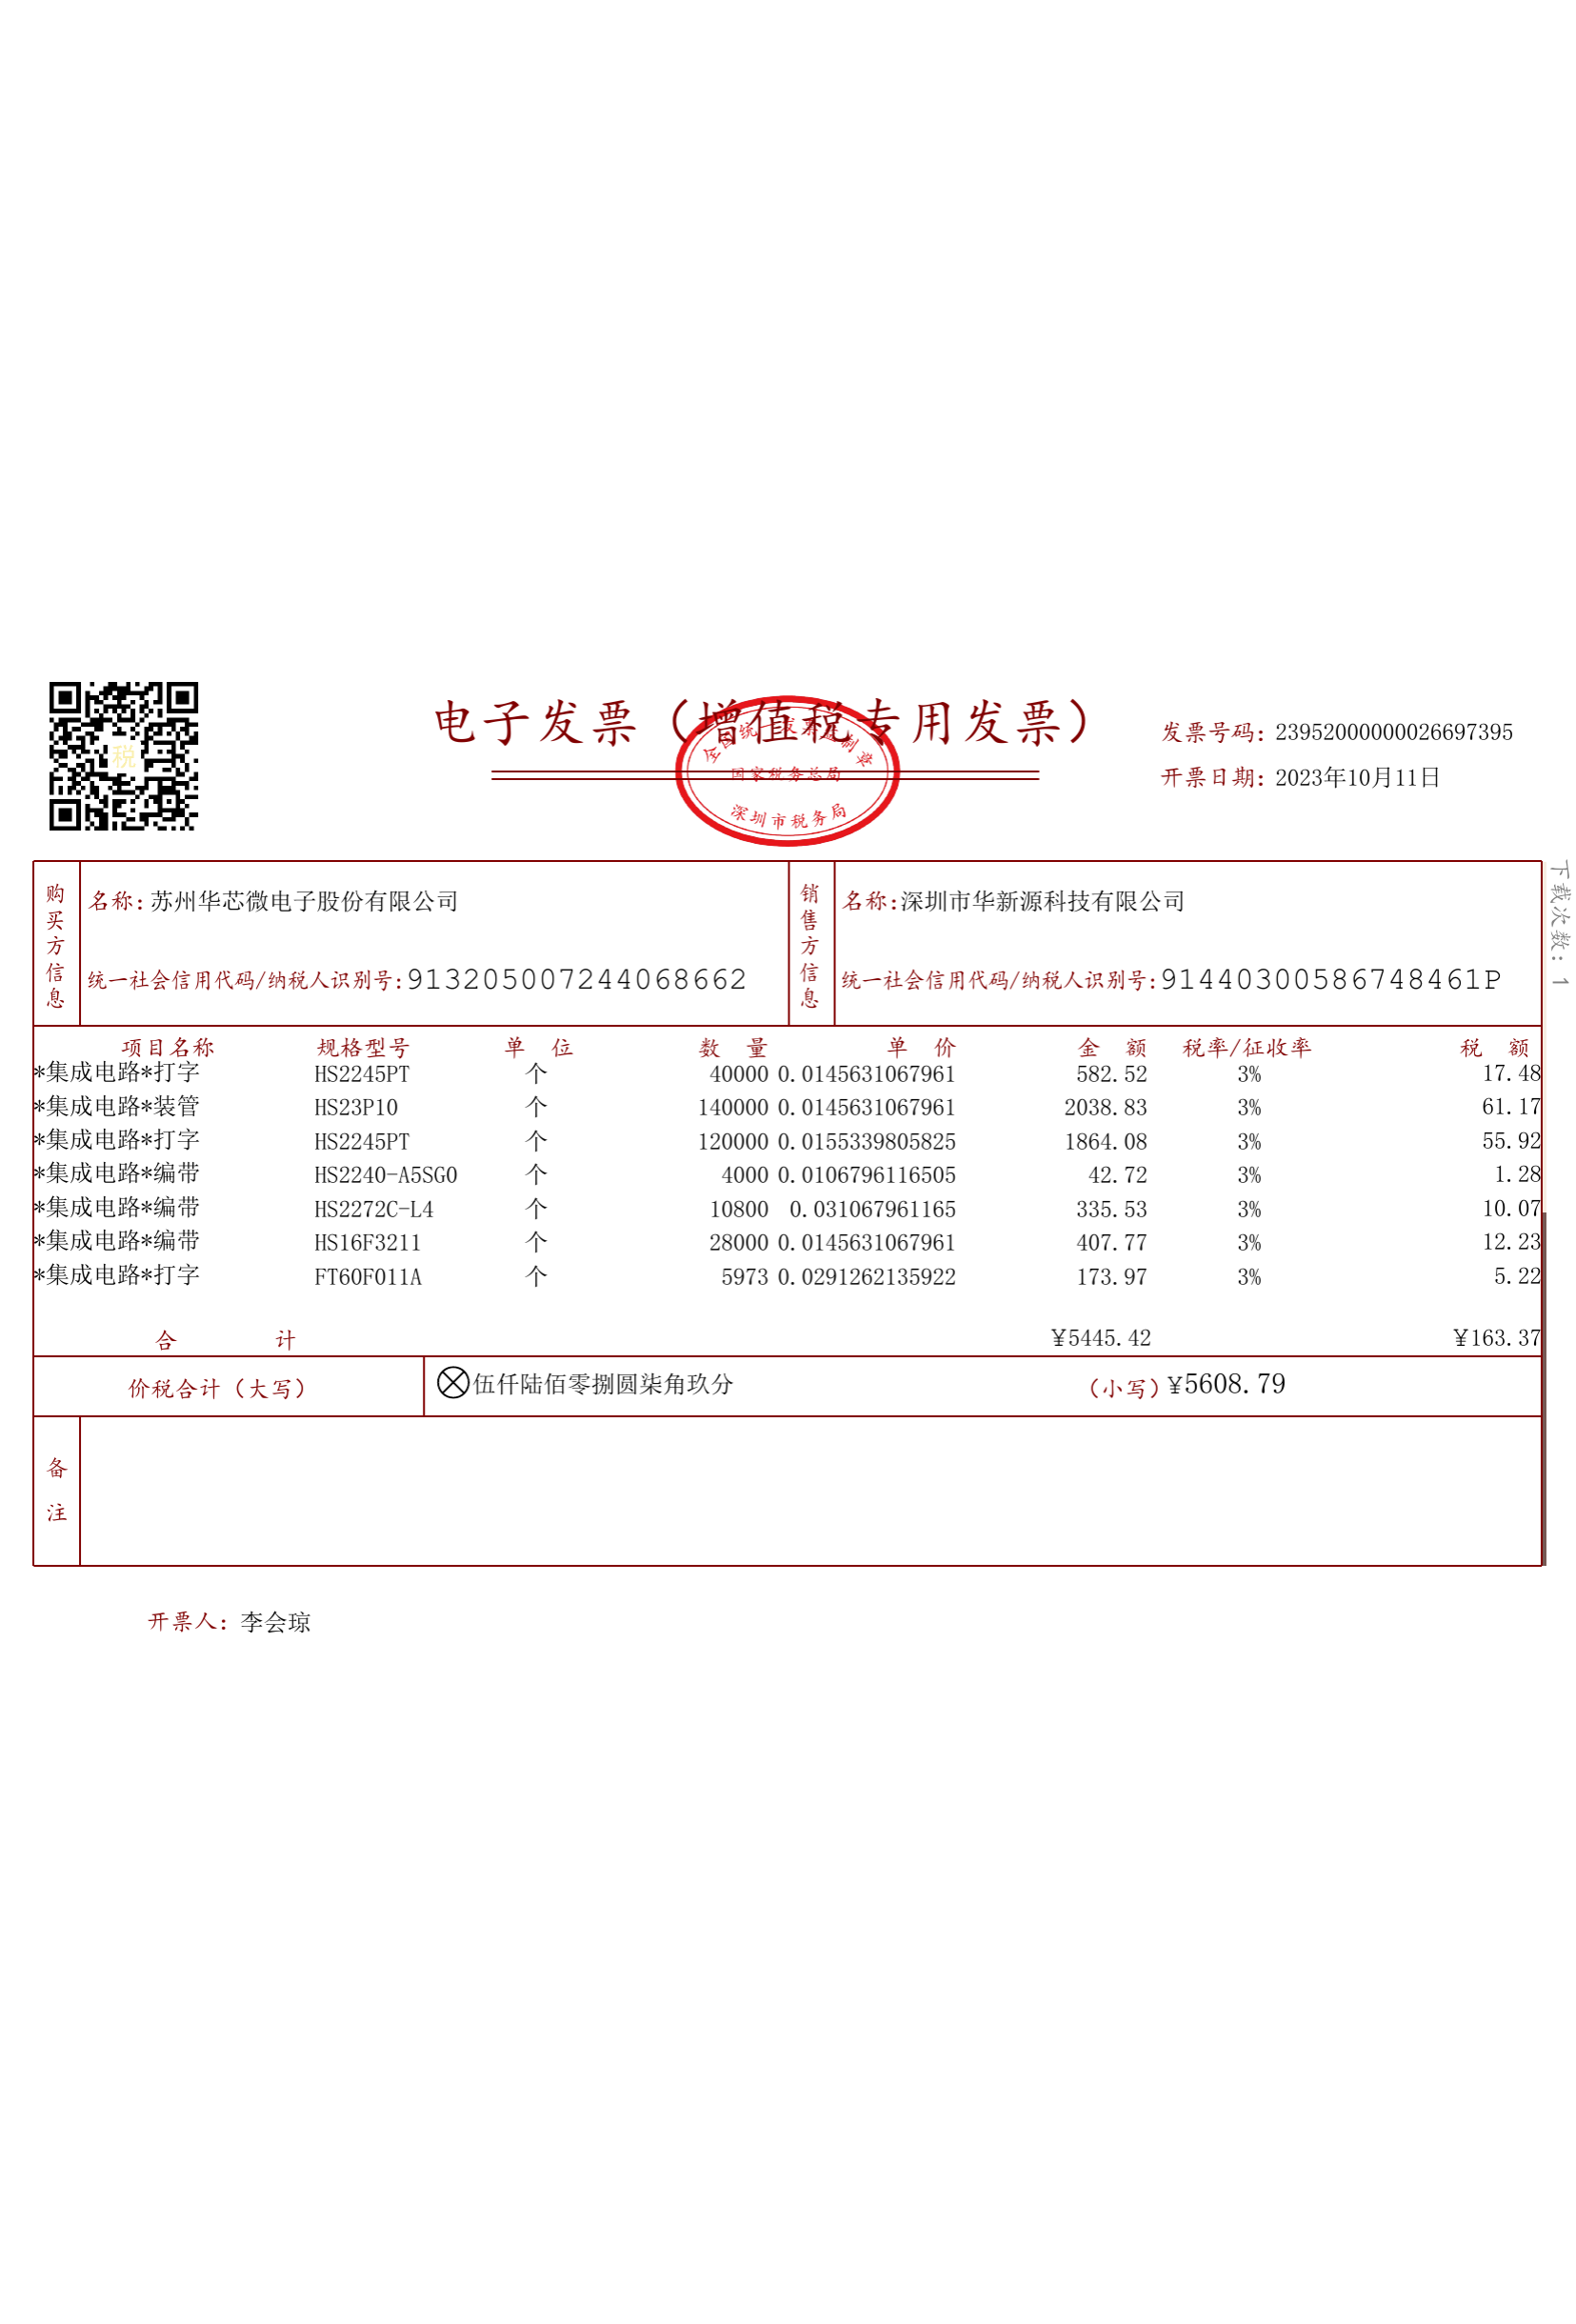 税
电子发票（增值税专用发票）
全国统一发票监制章
国家税务总局
深圳市税务局
发票号码：23952000000026697395
开票日期：2023年10月11日
下载次数：1
购买方信息
名称：苏州华芯微电子股份有限公司
统一社会信用代码/纳税人识别号：913205007244068662
销售方信息
名称：深圳市华新源科技有限公司
统一社会信用代码/纳税人识别号：91440300586748461P
项目名称 规格型号 单 位 数 量 单 价 金 额 税率/征收率 税 额
*集成电路*打字 HS2245PT 个 40000 0.0145631067961 582.52 3% 17.48
*集成电路*装管 HS23P10 个 140000 0.0145631067961 2038.83 3% 61.17
*集成电路*打字 HS2245PT 个 120000 0.0155339805825 1864.08 3% 55.92
*集成电路*编带 HS2240-A5SG0 个 4000 0.0106796116505 42.72 3% 1.28
*集成电路*编带 HS2272C-L4 个 10800 0.031067961165 335.53 3% 10.07
*集成电路*编带 HS16F3211 个 28000 0.0145631067961 407.77 3% 12.23
*集成电路*打字 FT60F011A 个 5973 0.0291262135922 173.97 3% 5.22
合 计 ¥5445.42 ¥163.37
价税合计（大写） 伍仟陆佰零捌圆柒角玖分 （小写）¥5608.79
备注
开票人：李会琼